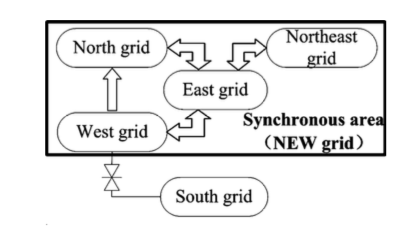 North grid
Northeast
grid
East grid
West grid
Synchronous area
（NEW grid）
South grid